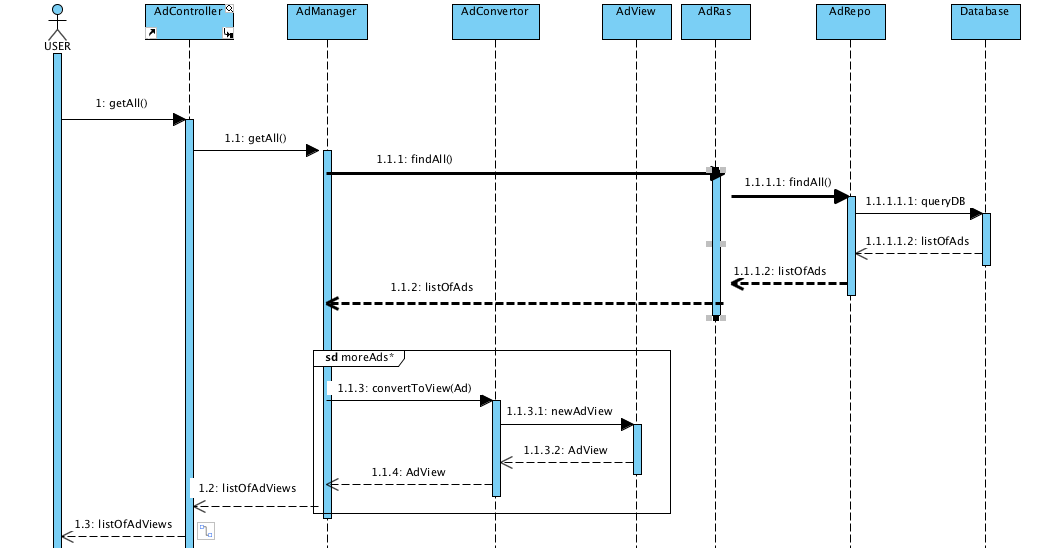 AdController
AdManager
AdConvertor
AdView
AdRas
AdRepo
Database
USER
1: getAll()
1.1: getAll()
1.1.1: findAll()
1.1.1.1: findAll()
1.1.1.1.1: queryDB
1.1.1.1.2: listOfAds
1.1.1.2: listOfAds
1.1.2: listOfAds
sd moreAds*
1.1.3: convertToView(Ad)
1.1.3.1: newAdView
1.1.3.2: AdView
1.1.4: AdView
1.2: listOfAdViews
1.3: listOfAdViews